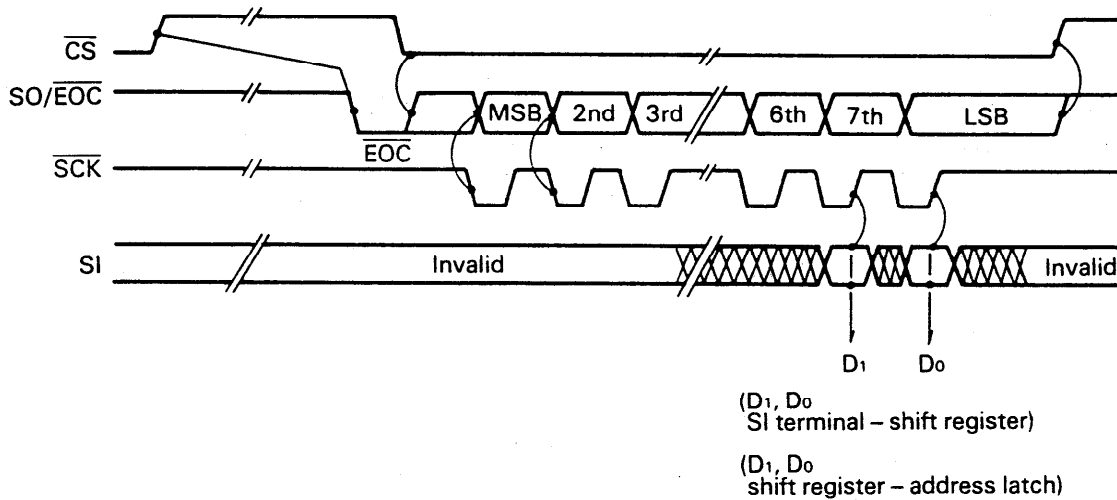 CS
SO/EOC
MSB 2nd 3rd 6th 7th LSB
EOC
SCK
SI Invalid Invalid
D1 D0
(D1, D0
SI terminal – shift register)
(D1, D0
shift register – address latch)